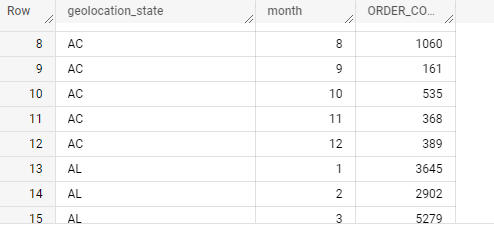 Row geolocation_state month ORDER_CO...
8 AC 8 1060
9 AC 9 161
10 AC 10 535
11 AC 11 368
12 AC 12 389
13 AL 1 3645
14 AL 2 2902
15 AL 3 5279